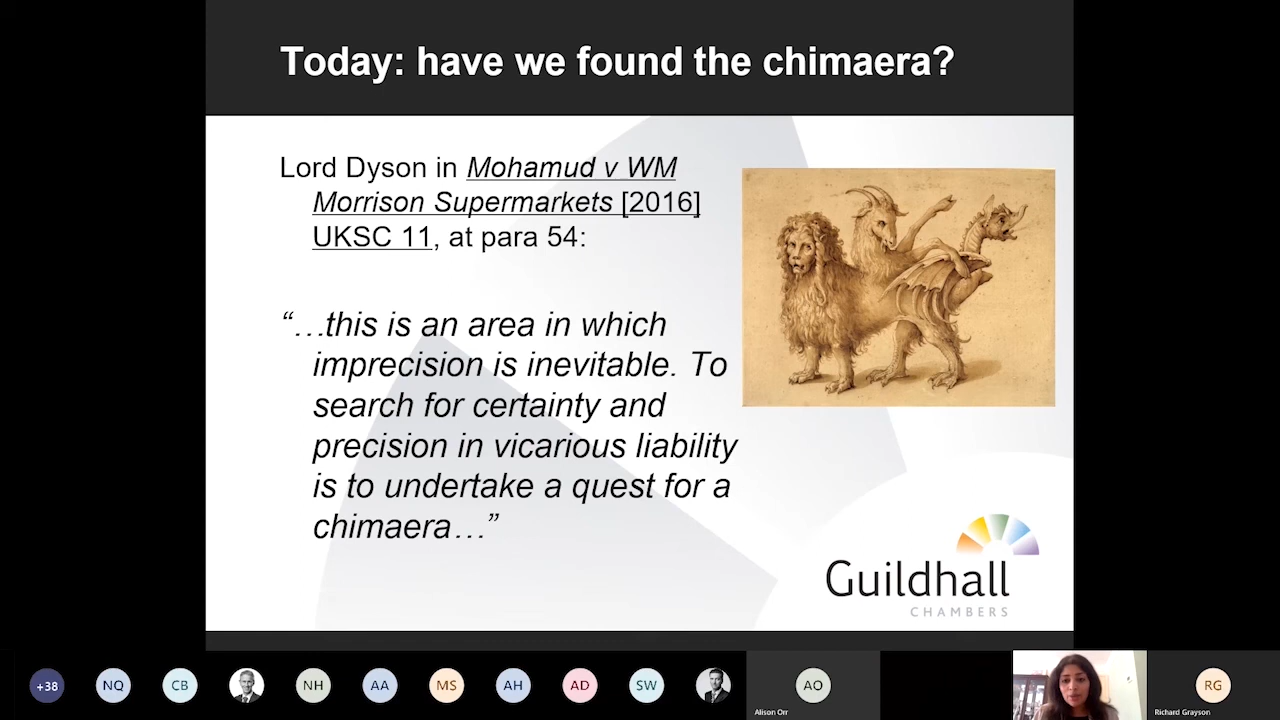 Today: have we found the chimaera?
Lord Dyson in Mohamud v WM
Morrison Supermarkets [2016]
UKSC 11, at para 54:
“…this is an area in which
imprecision is inevitable. To
search for certainty and
precision in vicarious liability
is to undertake a quest for a
chimaera…”
Guildhall
CHAMBERS
+38
NQ
CB
NH
AA
MS
AH
AD
SW
AO
Alison Orr
RG
Richard Grayson